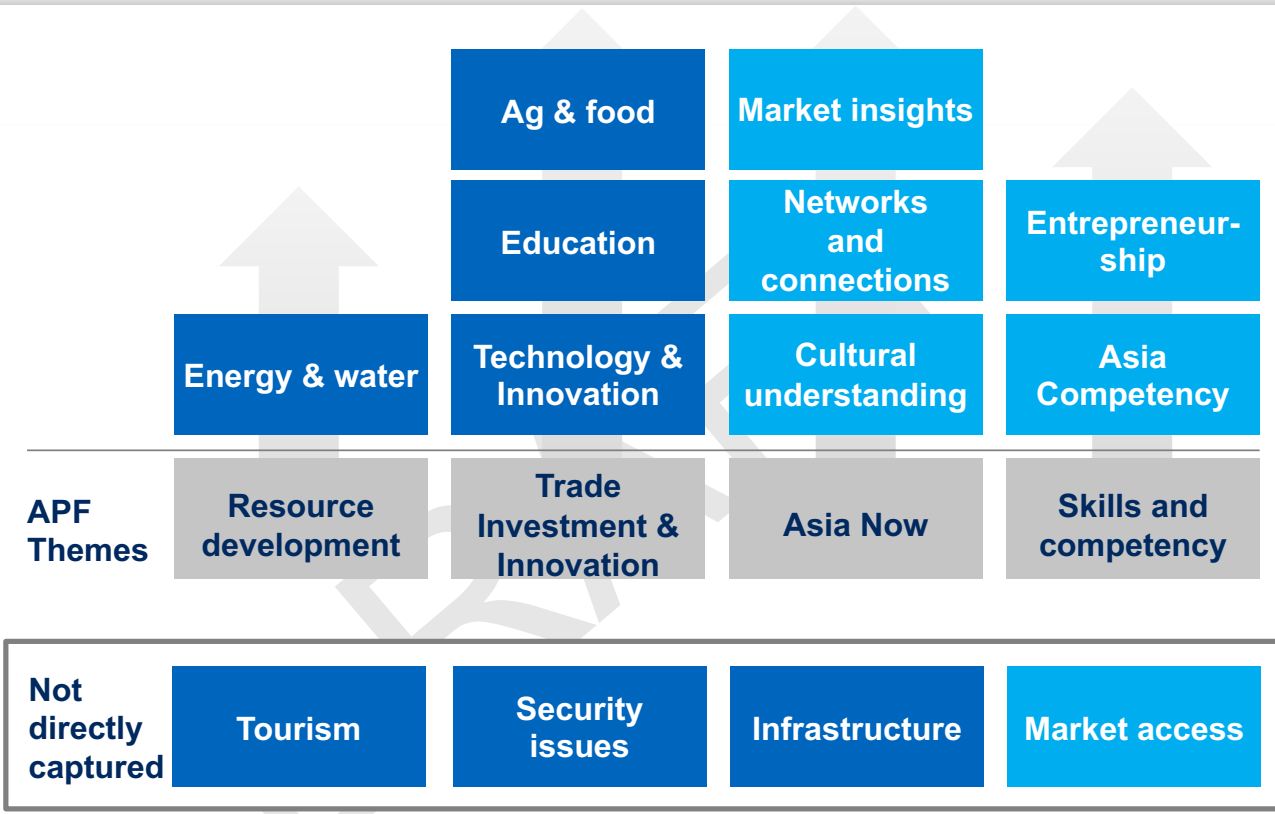 Ag & food
Market insights
Education
Networks
and
connections
Entrepreneur-
ship
Energy & water
Technology &
Innovation
Cultural
understanding
Asia
Competency
APF
Themes
Resource
development
Trade
Investment &
Innovation
Asia Now
Skills and
competency
Not
directly
captured
Tourism
Security
issues
Infrastructure
Market access